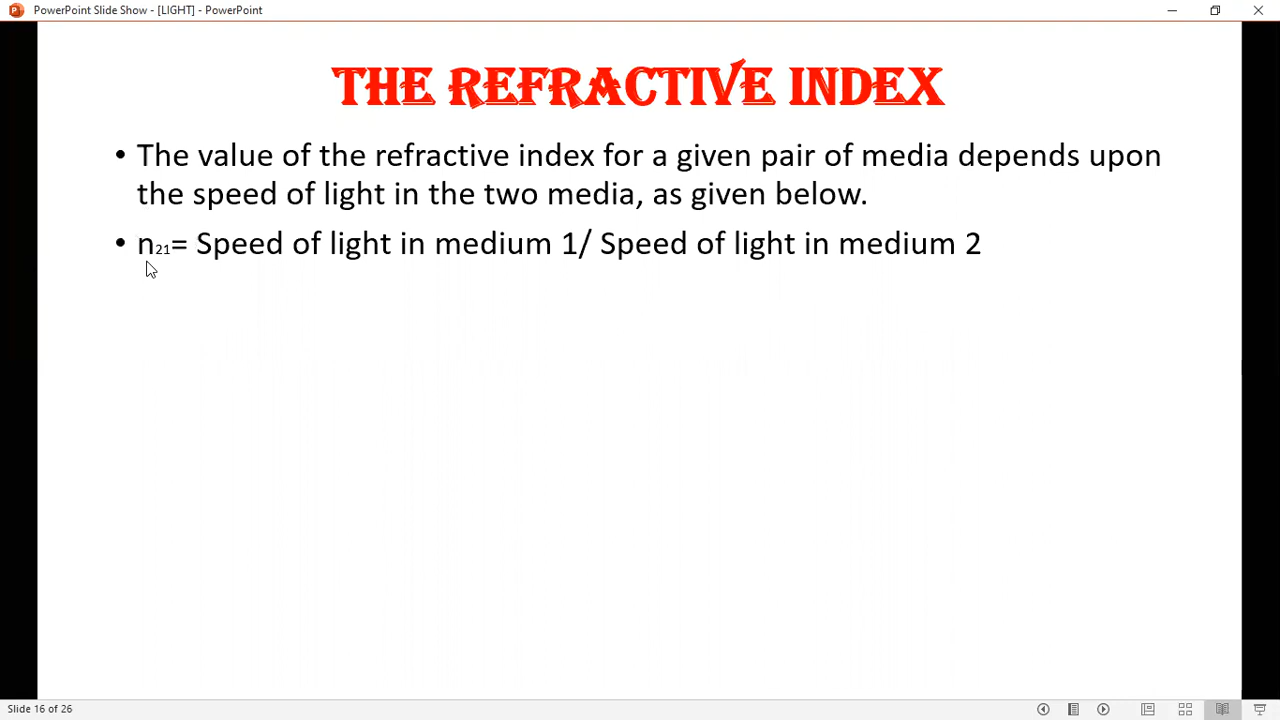 PowerPoint Slide Show - [LIGHT] - PowerPoint
THE REFRACTIVE INDEX
• The value of the refractive index for a given pair of media depends upon
the speed of light in the two media, as given below.
• n₂₁= Speed of light in medium 1/ Speed of light in medium 2
Slide 16 of 26